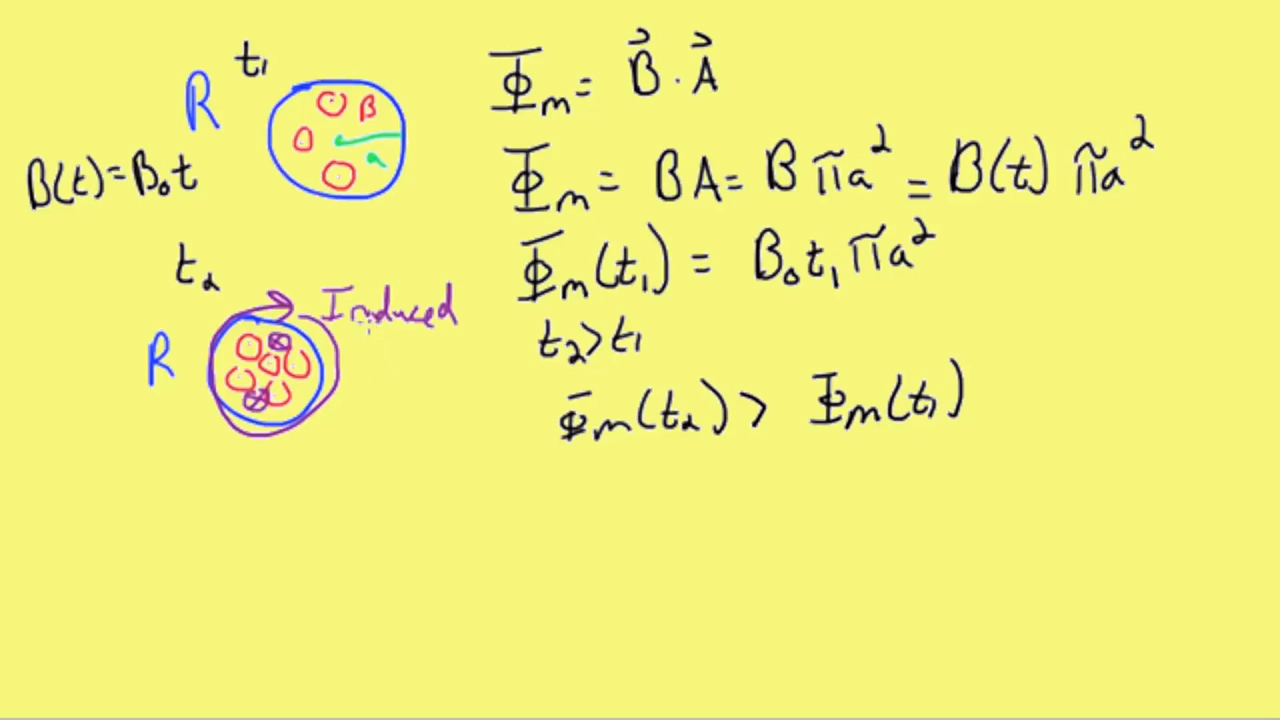 t₁
R
B
a
B(t)=B₀t
t₂
R
Induced
Φm = B⃗ · A⃗
Φm = BA = Bπa² = B(t) πa²
Φm(t₁) = B₀t₁πa²
t₂>t₁
Φm(t₂) > Φm(t₁)